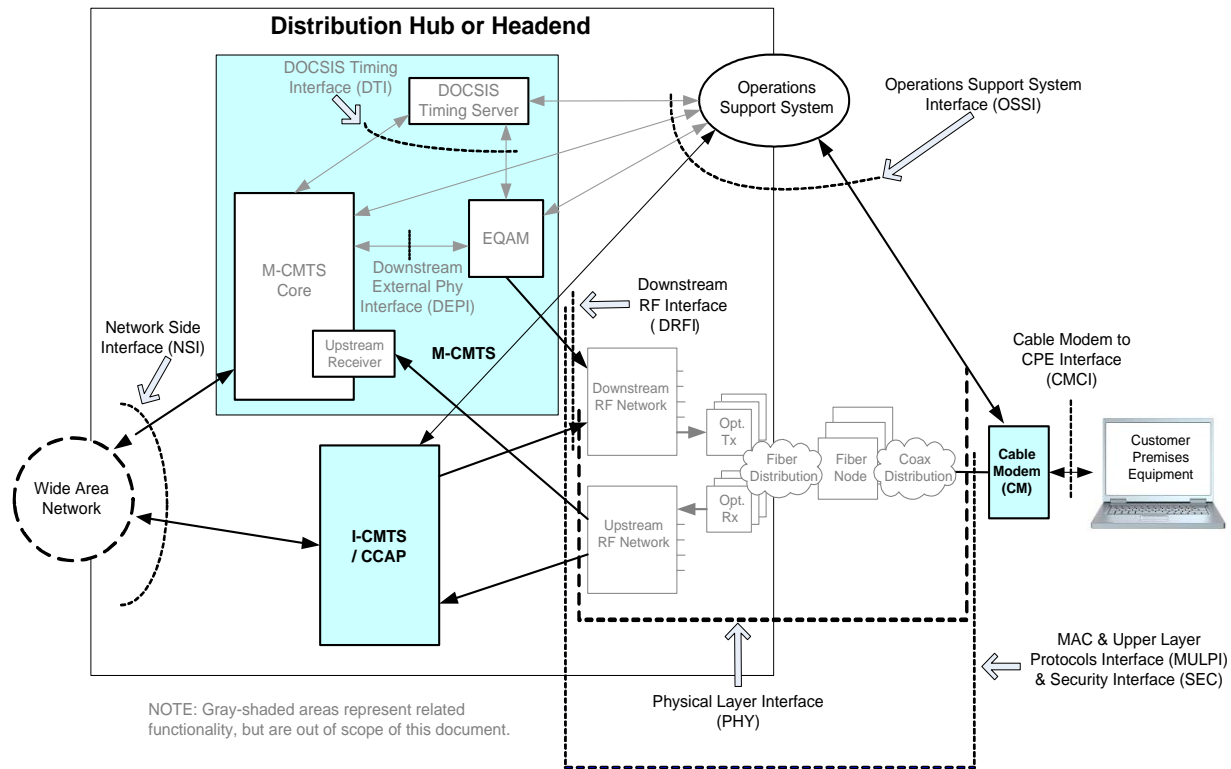 Distribution Hub or Headend
DOCSIS Timing
Interface (DTI)
DOCSIS
Timing Server
Operations
Support System
Operations Support System
Interface (OSSI)
M-CMTS
Core
EQAM
Downstream
External Phy
Interface (DEPI)
Upstream
Receiver
M-CMTS
Network Side
Interface (NSI)
Downstream
RF Interface
( DRFI)
Cable Modem to
CPE Interface
(CMCI)
Wide Area
Network
I-CMTS
/ CCAP
Downstream
RF Network
Opt.
Tx
Upstream
RF Network
Opt.
Rx
Fiber
Distribution
Fiber
Node
Coax
Distribution
Cable
Modem
(CM)
Customer
Premises
Equipment
MAC & Upper Layer
Protocols Interface (MULPI)
& Security Interface (SEC)
Physical Layer Interface
(PHY)
NOTE: Gray-shaded areas represent related
functionality, but are out of scope of this document.